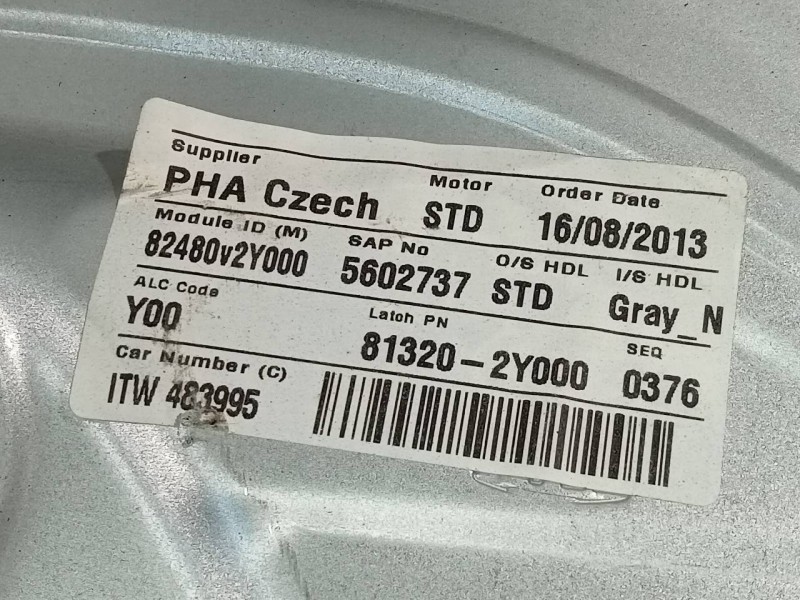 Supplier Motor Order Date
PHA Czech STD 16/08/2013
Module ID (M) SAP No O/S HDL I/S HDL
82480v2Y000 5602737 STD Gray_N
ALC Code Latch PN SEQ
Y00 81320-2Y000 0376
Car Number (C)
ITW 483995